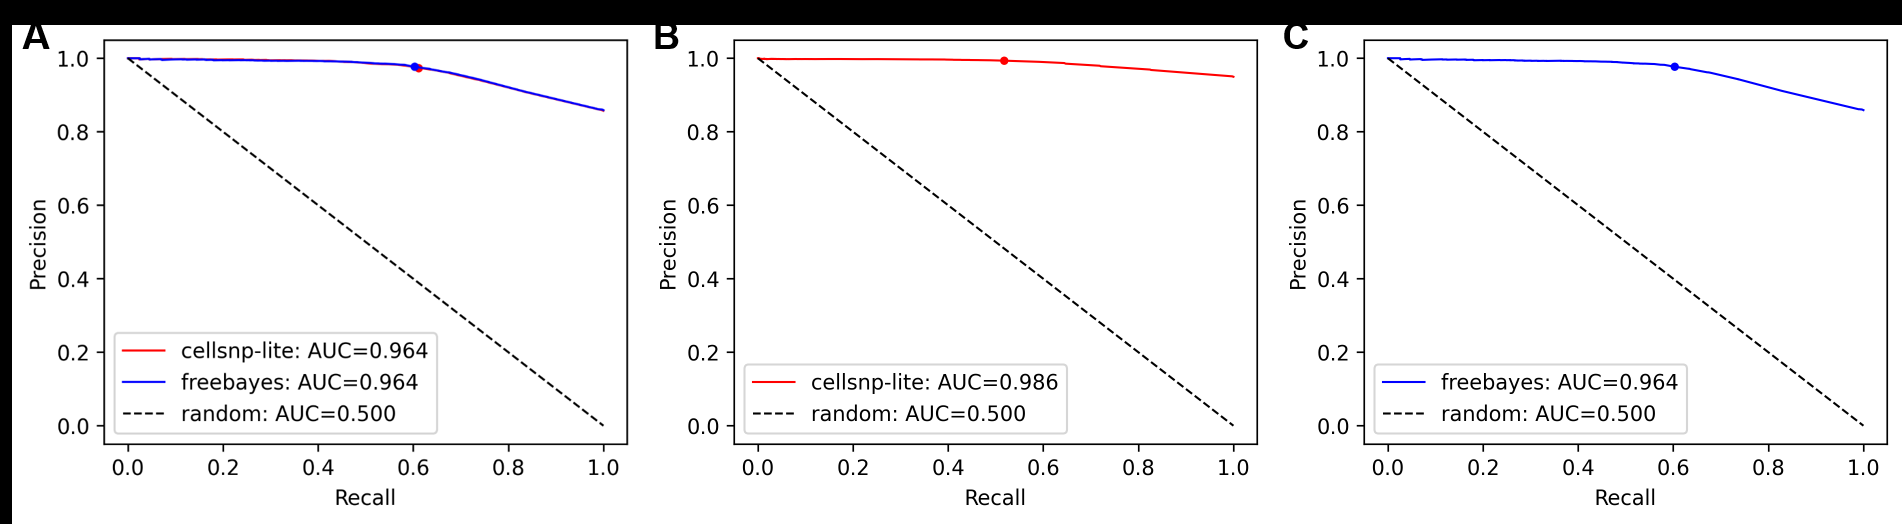 A
1.0
0.8
0.6
0.4
0.2
0.0
Precision
cellsnp-lite: AUC=0.964
freebayes: AUC=0.964
random: AUC=0.500
0.0 0.2 0.4 0.6 0.8 1.0
Recall
B
1.0
0.8
0.6
0.4
0.2
0.0
Precision
cellsnp-lite: AUC=0.986
random: AUC=0.500
0.0 0.2 0.4 0.6 0.8 1.0
Recall
C
1.0
0.8
0.6
0.4
0.2
0.0
Precision
freebayes: AUC=0.964
random: AUC=0.500
0.0 0.2 0.4 0.6 0.8 1.0
Recall